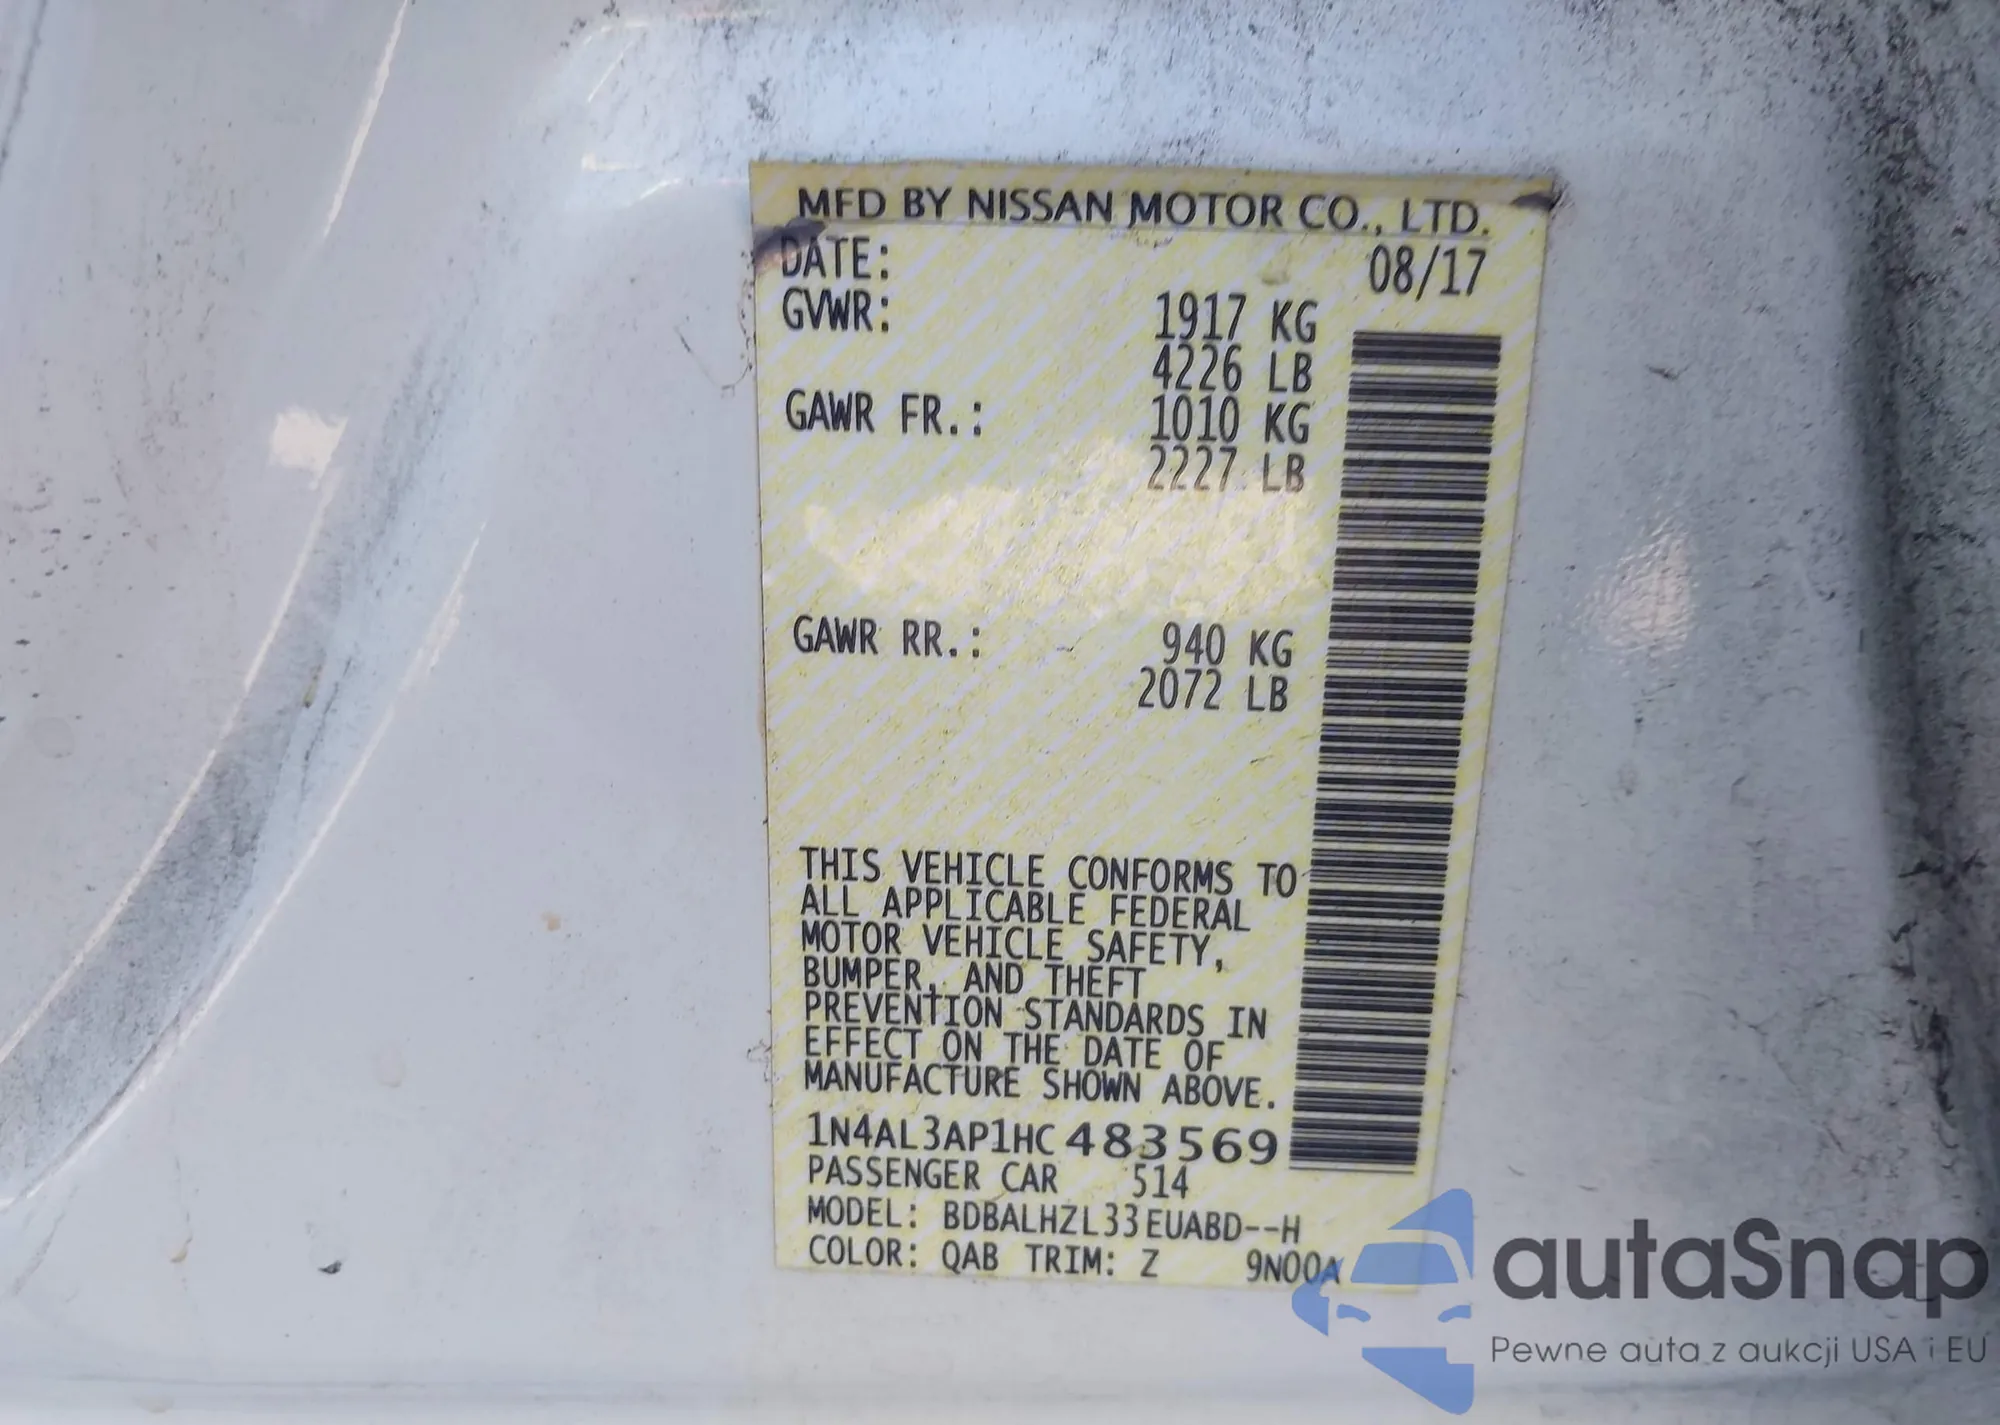 MFD BY NISSAN MOTOR CO., LTD.
DATE: 08/17
GVWR: 1917 KG
4226 LB
GAWR FR.: 1010 KG
2227 LB
GAWR RR.: 940 KG
2072 LB
THIS VEHICLE CONFORMS TO
ALL APPLICABLE FEDERAL
MOTOR VEHICLE SAFETY,
BUMPER, AND THEFT
PREVENTION STANDARDS IN
EFFECT ON THE DATE OF
MANUFACTURE SHOWN ABOVE.
1N4AL3AP1HC483569
PASSENGER CAR 514
MODEL: BDBALHZL33EUABD--H
COLOR: QAB TRIM: Z 9N00A
autaSnap
Pewne auta z aukcji USA i EU